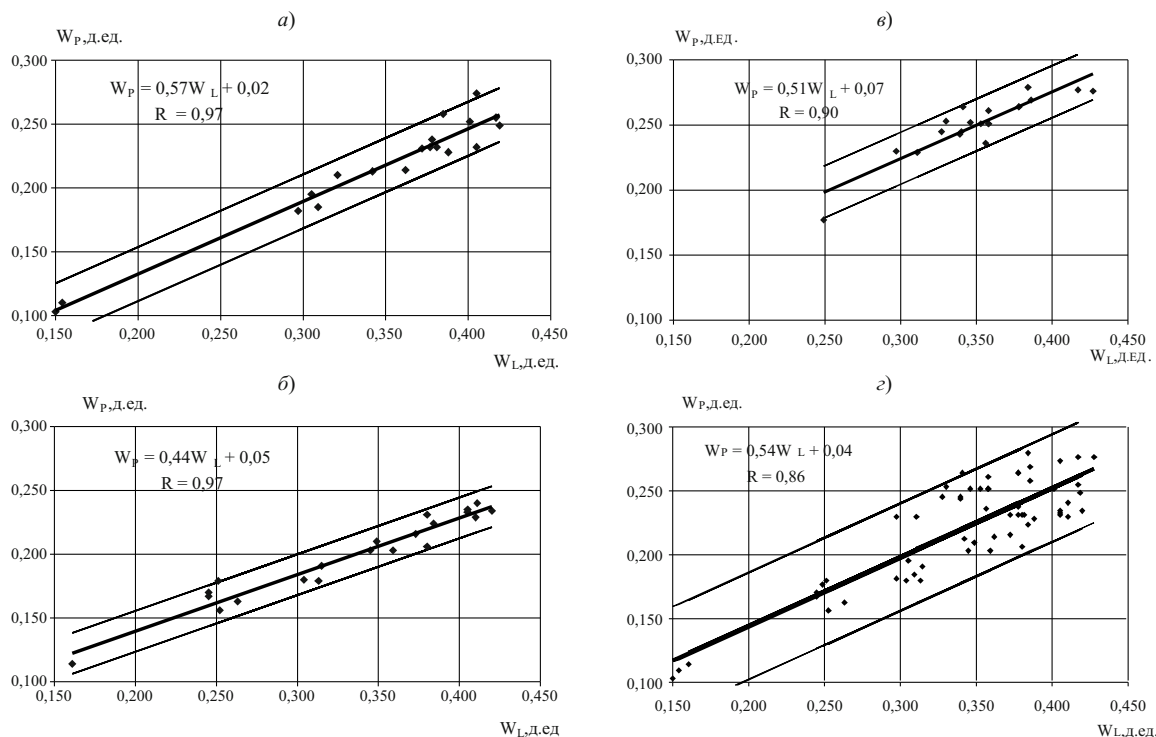 а)
W_P,д.ед.
0,300
0,250
0,200
0,150
0,100
W_P = 0,57W_L + 0,02
R = 0,97
0,150 0,200 0,250 0,300 0,350 0,400 0,450
W_L,д.ед.
в)
W_P,Д.ЕД.
0,300
0,250
0,200
0,150
0,100
W_P = 0,51W_L + 0,07
R = 0,90
0,150 0,200 0,250 0,300 0,350 0,400 0,450
W_L,Д.ЕД.
б)
W_P,д.ед.
0,300
0,250
0,200
0,150
0,100
W_P = 0,44W_L + 0,05
R = 0,97
0,150 0,200 0,250 0,300 0,350 0,400 0,450
W_L,д.ед
г)
W_P,д.ед.
0,300
0,250
0,200
0,150
0,100
W_P = 0,54W_L + 0,04
R = 0,86
0,150 0,200 0,250 0,300 0,350 0,400 0,450
W_L,д.ед.